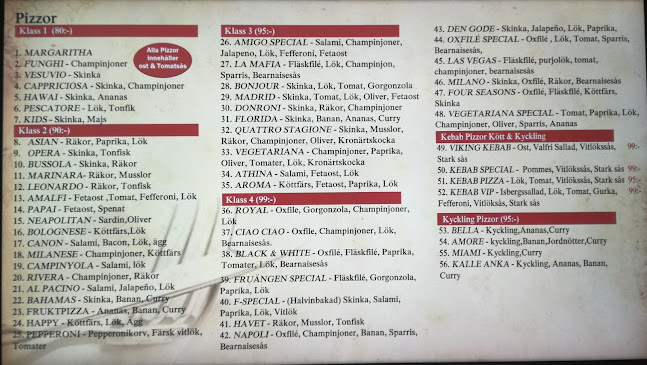 Pizzor
Klass 1 (80:-)
1. MARGARITHA
2. FUNGHI - Champinjoner
3. VESUVIO - Skinka
4. CAPPRICIOSA - Skinka, Champinjoner
5. HAWAI - Skinka, Ananas
6. PESCATORE - Lök, Tonfik
7. KIDS - Skinka, Majs
Alla Pizzor
innehåller
ost & Tomatsås
Klass 2 (90:-)
8. ASIAN - Räkor, Paprika, Lök
9. OPERA - Skinka, Tonfisk
10. BUSSOLA - Skinka, Räkor
11. MARINARA- Räkor, Musslor
12. LEONARDO - Räkor, Tonfisk
13. AMALFI - Fetaost ,Tomat, Fefferoni, Lök
14. PAPAI - Fetaost, Spenat
15. NEAPOLITAN - Sardin,Oliver
16. BOLOGNESE - Köttfärs,Lök
17. CANON - Salami, Bacon, Lök, ägg
18. MILANESE - Champinjoner, Köttfärs
19. CAMPINYOLA - Salami, lök
20. RIVERA - Champinjoner, Räkor
21. AL PACINO - Salami, Jalapeño, Lök
22. BAHAMAS - Skinka, Banan, Curry
23. FRUKTPIZZA - Ananas, Banan, Curry
24. HAPPY - Köttfärs, Lök, Ägg
25. PEPPERONI - Pepperonikorv, Färsk vitlök,
Tomater
Klass 3 (95:-)
26. AMIGO SPECIAL - Salami, Champinjoner,
Jalapeno, Lök, Fefferoni, Fetaost
27. LA MAFIA - Fläskfilé, Lök, Champinjon,
Sparris, Bearnaisesås
28. BONJOUR - Skinka, Lök, Tomat, Gorgonzola
29. MADRID - Skinka, Tomat, Lök, Oliver, Fetaost
30. DONRON - Skinka, Räkor, Lök
31. FLORIDA - Skinka, Banan, Ananas, Curry
32. QUATTRO STAGIONE - Skinka, Musslor,
Räkor, Champinjoner, Kronärtskocka
33. VEGETARIANA - Champinjoner, Paprika,
Oliver, Tomater, Lök, Kronärtskocka
34. ATHINA - Salami, Fetaost, Lök
35. AROMA - Köttfärs, Fetaost, Paprika, Lök
Klass 4 (99:-)
36. ROYAL - Oxfile, Gorgonzola, Champinjoner,
Lök
37. CIAO CIAO - Oxfilé, Champinjoner, Lök,
Bearnaisesås.
38. BLACK & WHITE - Oxfilé, Fläskfilé, Paprika,
Tomater, Lök, Bearnaisesås
39. FRUÄNGEN SPECIAL - Fläskfilé, Gorgonzola,
Paprika, Lök
40. F-SPECIAL - (Halvinbakad) Skinka, Salami,
Paprika, Lök, Vitlök
41. HAVET - Räkor, Musslor, Tonfisk
42. NAPOLI - Oxfilé, Champinjoner, Banan, Sparris,
Bearnaisesås
43. DEN GODE - Skinka, Jalapeño, Lök, Paprika,
44. OXFILÉ SPECIAL - Oxfilé , Lök, Tomat, Sparris,
Bearnaisesås,
45. LAS VEGAS - Fläskfilé, purjolök, tomat,
champinjoner, bearnaisesås
46. MILANO - Skinka, Oxfilé, Räkor, Bearnaisesås
47. FOUR SEASONS - Oxfilé, Fläskfilé, Köttfärs,
Skinka
48. VEGETARIANA SPECIAL - Tomat, Paprika, Lök,
Champinjoner, Oliver, Sparris, Ananas
Kebab Pizzor Kött & Kyckling
49. VIKING KEBAB - Ost, Valfri Sallad, Vitlökssås, 99:-
Stark sås
50. KEBAB SPECIAL - Pommes, Vitlökssås, Stark sås 99:-
51. KEBAB PIZZA - Lök, Tomat, Vitlökssås, Stark sås 95:-
52. KEBAB VIP - Isbergssallad, Lök, Tomat, Gurka, 99:-
Fefferoni, Vitlökssås, Stark sås
Kyckling Pizzor (95:-)
53. BELLA - Kyckling,Ananas,Curry
54. AMORE - kyckling,Banan,Jordnötter,Curry
55. MIAMI - Kyckling,Curry
56. KALLE ANKA - Kyckling, Ananas, Banan,
Curry